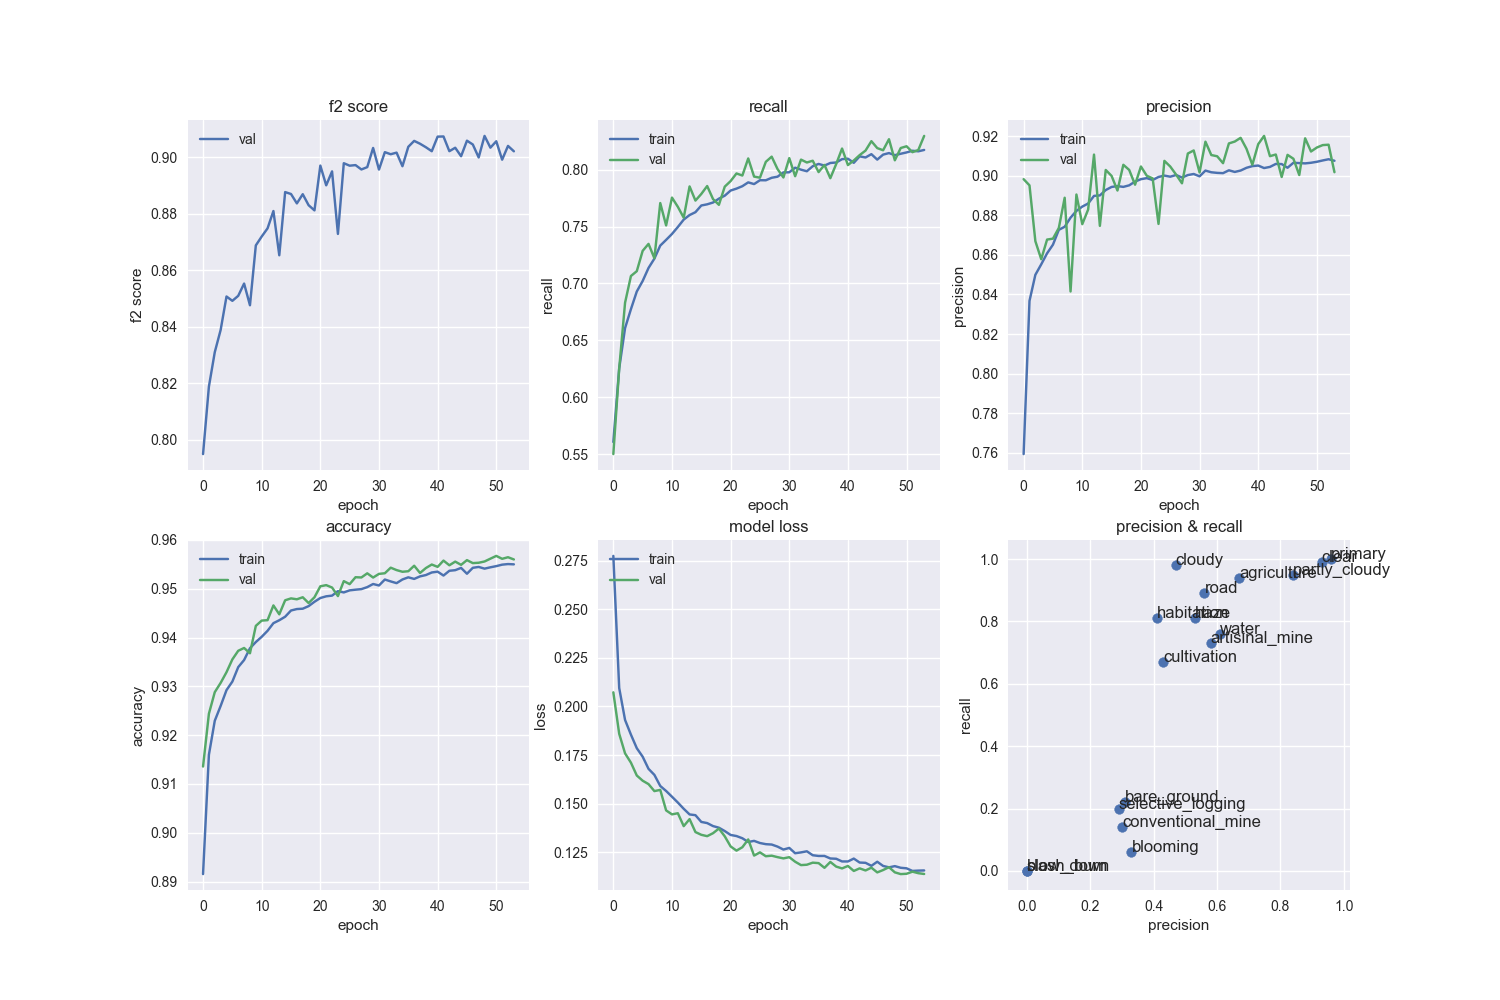 f2 score
val
0.90
0.88
0.86
0.84
0.82
0.80
f2 score
0 10 20 30 40 50
epoch
recall
train
val
0.80
0.75
0.70
0.65
0.60
0.55
recall
0 10 20 30 40 50
epoch
precision
train
val
0.92
0.90
0.88
0.86
0.84
0.82
0.80
0.78
0.76
precision
0 10 20 30 40 50
epoch
accuracy
train
val
0.96
0.95
0.94
0.93
0.92
0.91
0.90
0.89
accuracy
0 10 20 30 40 50
epoch
model loss
train
val
0.275
0.250
0.225
0.200
0.175
0.150
0.125
loss
0 10 20 30 40 50
epoch
precision & recall
1.0
0.8
0.6
0.4
0.2
0.0
recall
primary
clear
cloudy
partly_cloudy
agriculture
road
habitation
haze
water
artisinal_mine
cultivation
bare_ground
selective_logging
conventional_mine
blooming
0.0 0.2 0.4 0.6 0.8 1.0
precision